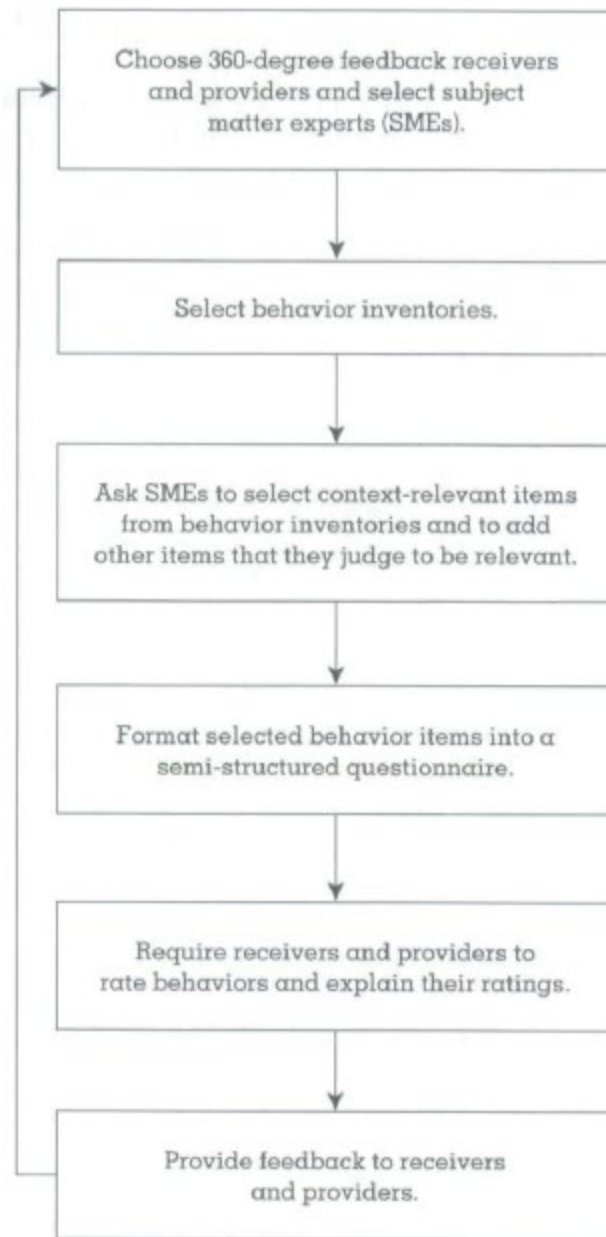 Choose 360-degree feedback receivers
and providers and select subject
matter experts (SMEs).
Select behavior inventories.
Ask SMEs to select context-relevant items
from behavior inventories and to add
other items that they judge to be relevant.
Format selected behavior items into a
semi-structured questionnaire.
Require receivers and providers to
rate behaviors and explain their ratings.
Provide feedback to receivers
and providers.